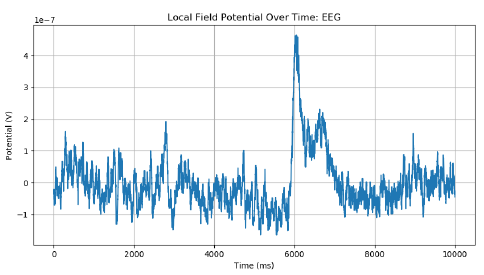 Local Field Potential Over Time: EEG
1e−7
4
3
2
1
0
−1
Potential (V)
0 2000 4000 6000 8000 10000
Time (ms)